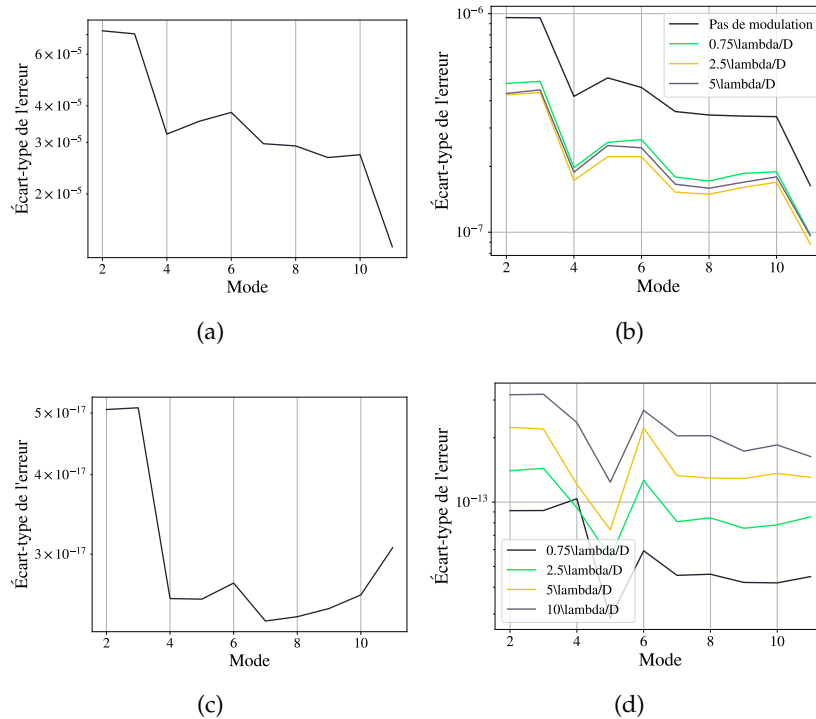 6 × 10⁻⁵
4 × 10⁻⁵
3 × 10⁻⁵
2 × 10⁻⁵
Écart-type de l'erreur
2 4 6 8 10
Mode
(a)
10⁻⁶
10⁻⁷
Écart-type de l'erreur
Pas de modulation
0.75\lambda/D
2.5\lambda/D
5\lambda/D
2 4 6 8 10
Mode
(b)
5 × 10⁻¹⁷
4 × 10⁻¹⁷
3 × 10⁻¹⁷
Écart-type de l'erreur
2 4 6 8 10
Mode
(c)
10⁻¹³
Écart-type de l'erreur
0.75\lambda/D
2.5\lambda/D
5\lambda/D
10\lambda/D
2 4 6 8 10
Mode
(d)